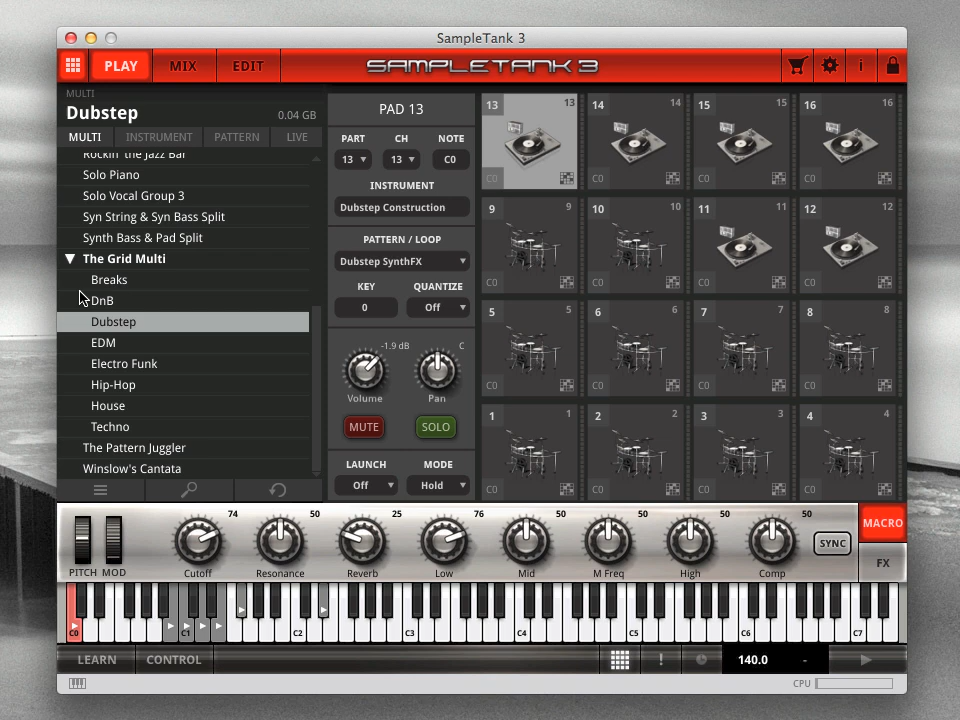 SampleTank 3
PLAY MIX EDIT SAMPLETANK 3 i
MULTI
Dubstep 0.04 GB
MULTI INSTRUMENT PATTERN LIVE
Rockin' the Jazz Bar
Solo Piano
Solo Vocal Group 3
Syn String & Syn Bass Split
Synth Bass & Pad Split
The Grid Multi
Breaks
DnB
Dubstep
EDM
Electro Funk
Hip-Hop
House
Techno
The Pattern Juggler
Winslow's Cantata
PAD 13
PART CH NOTE
13 13 C0
INSTRUMENT
Dubstep Construction
PATTERN / LOOP
Dubstep SynthFX
KEY QUANTIZE
0 Off
-1.9 dB C
Volume Pan
MUTE SOLO
LAUNCH MODE
Off Hold
13 13 14 14 15 15 16 16
C0 C0 C0 C0
9 9 10 10 11 11 12 12
C0 C0 C0 C0
5 5 6 6 7 7 8 8
C0 C0 C0 C0
1 1 2 2 3 3 4 4
C0 C0 C0 C0
74 50 25 76 50 50 50 50
PITCH MOD Cutoff Resonance Reverb Low Mid M Freq High Comp SYNC
MACRO
FX
C0 C1 C2 C3 C4 C5 C6 C7
LEARN CONTROL ! 140.0 -
CPU